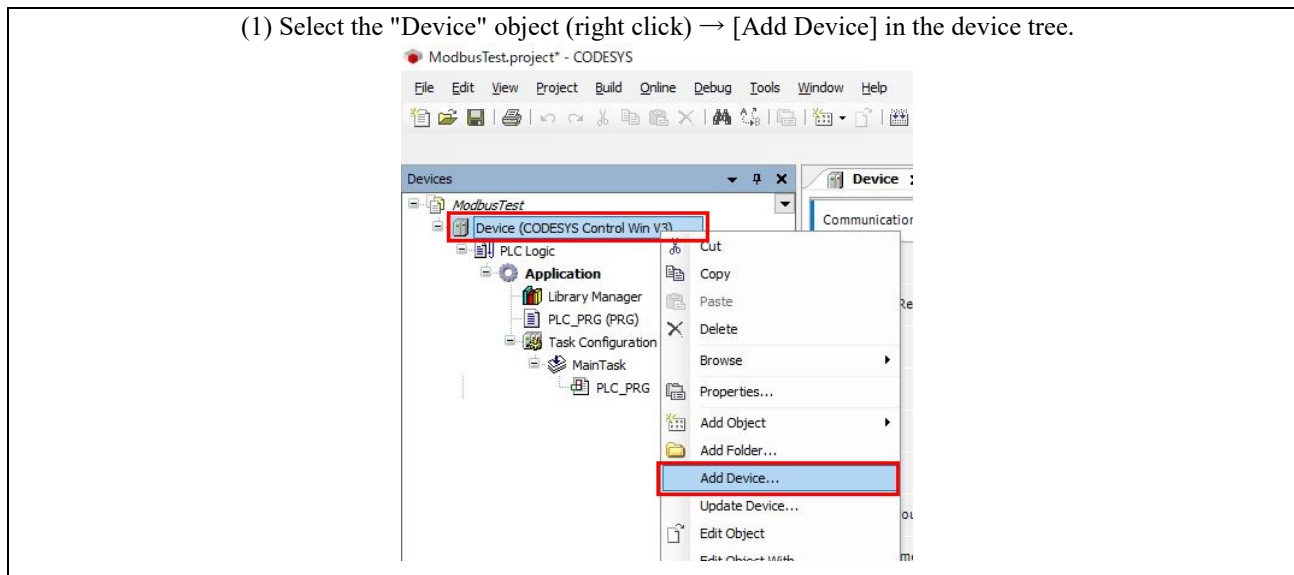 (1) Select the "Device" object (right click) → [Add Device] in the device tree.
ModbusTest.project* - CODESYS
File Edit View Project Build Online Debug Tools Window Help
Devices
Device
ModbusTest
Communication
Device (CODESYS Control Win V3)
PLC Logic
Application
Library Manager
PLC_PRG (PRG)
Task Configuration
MainTask
PLC_PRG
Cut
Copy
Paste
Delete
Browse
Properties...
Add Object
Add Folder...
Add Device...
Update Device...
Edit Object
Edit Object With